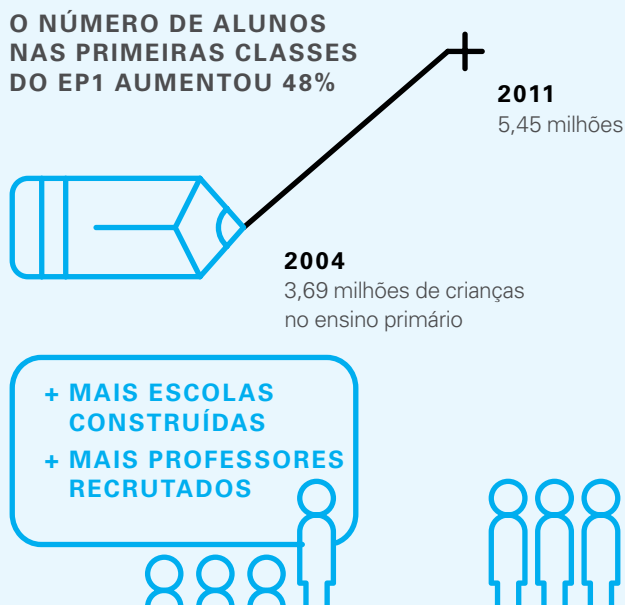 O NÚMERO DE ALUNOS
NAS PRIMEIRAS CLASSES
DO EP1 AUMENTOU 48%
2011
5,45 milhões
2004
3,69 milhões de crianças
no ensino primário
+ MAIS ESCOLAS
CONSTRUÍDAS
+ MAIS PROFESSORES
RECRUTADOS